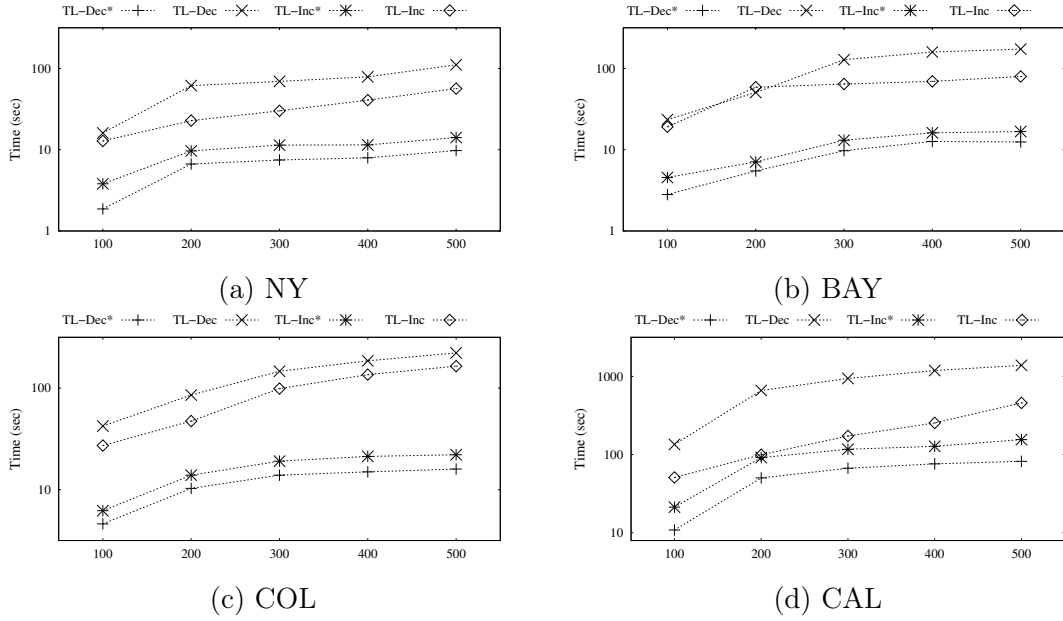 TL-Dec* TL-Dec TL-Inc* TL-Inc
Time (sec)
100
10
1
100 200 300 400 500
(a) NY
TL-Dec* TL-Dec TL-Inc* TL-Inc
Time (sec)
100
10
1
100 200 300 400 500
(b) BAY
TL-Dec* TL-Dec TL-Inc* TL-Inc
Time (sec)
100
10
100 200 300 400 500
(c) COL
TL-Dec* TL-Dec TL-Inc* TL-Inc
Time (sec)
1000
100
10
100 200 300 400 500
(d) CAL